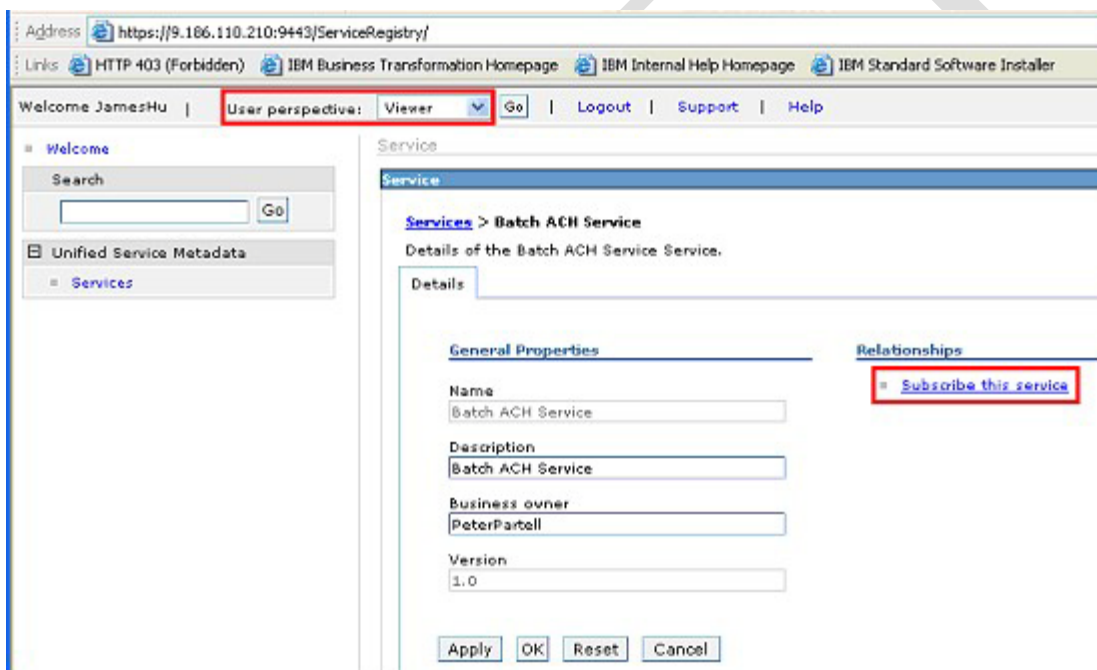 Address https://9.186.110.210:9443/ServiceRegistry/
Links HTTP 403 (Forbidden) IBM Business Transformation Homepage IBM Internal Help Homepage IBM Standard Software Installer
Welcome JamesHu | User perspective: Viewer Go | Logout | Support | Help
Welcome
Search
Go
Unified Service Metadata
Services
Service
Service
Services > Batch ACH Service
Details of the Batch ACH Service Service.
Details
General Properties
Name
Batch ACH Service
Description
Batch ACH Service
Business owner
PeterPartell
Version
1.0
Apply OK Reset Cancel
Relationships
Subscribe this service